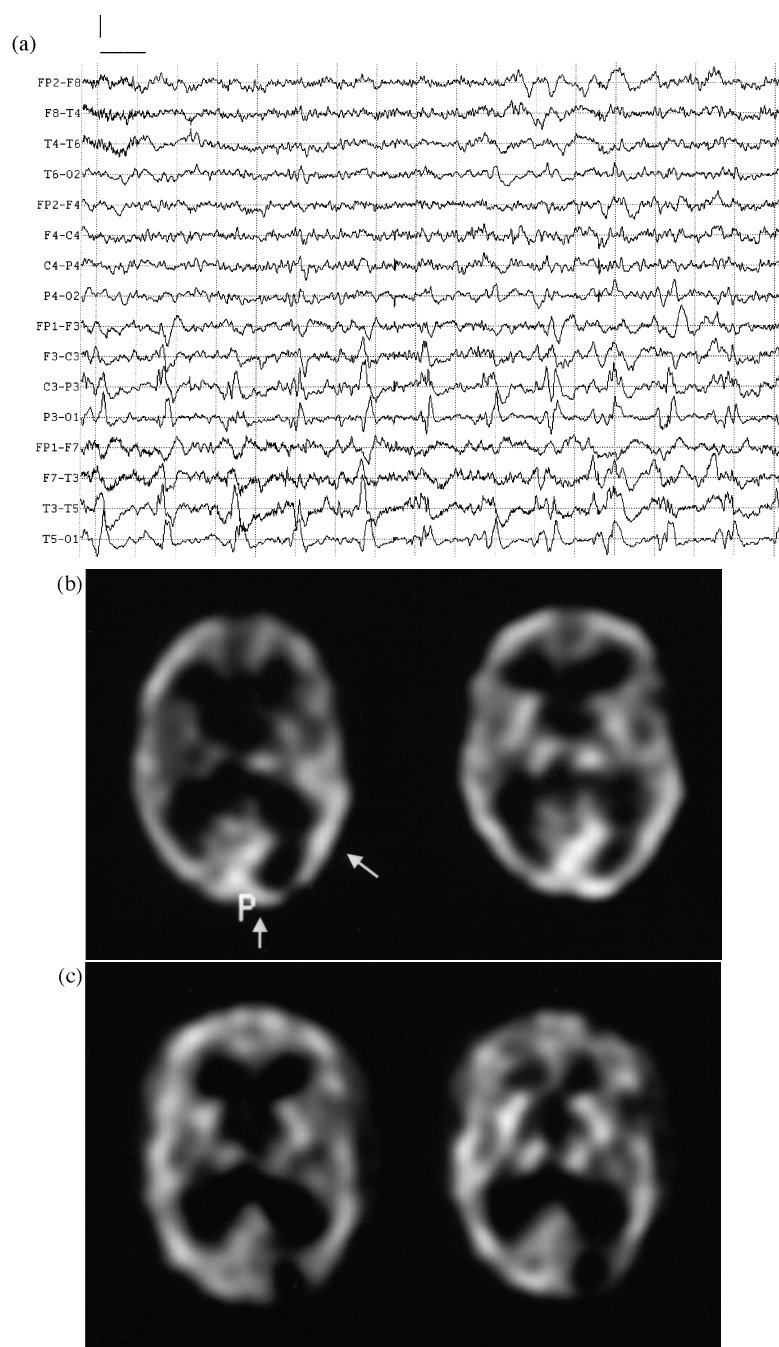 (a)
FP2-F8
F8-T4
T4-T6
T6-O2
FP2-F4
F4-C4
C4-P4
P4-O2
FP1-F3
F3-C3
C3-P3
P3-O1
FP1-F7
F7-T3
T3-T5
T5-O1
(b)
P
(c)